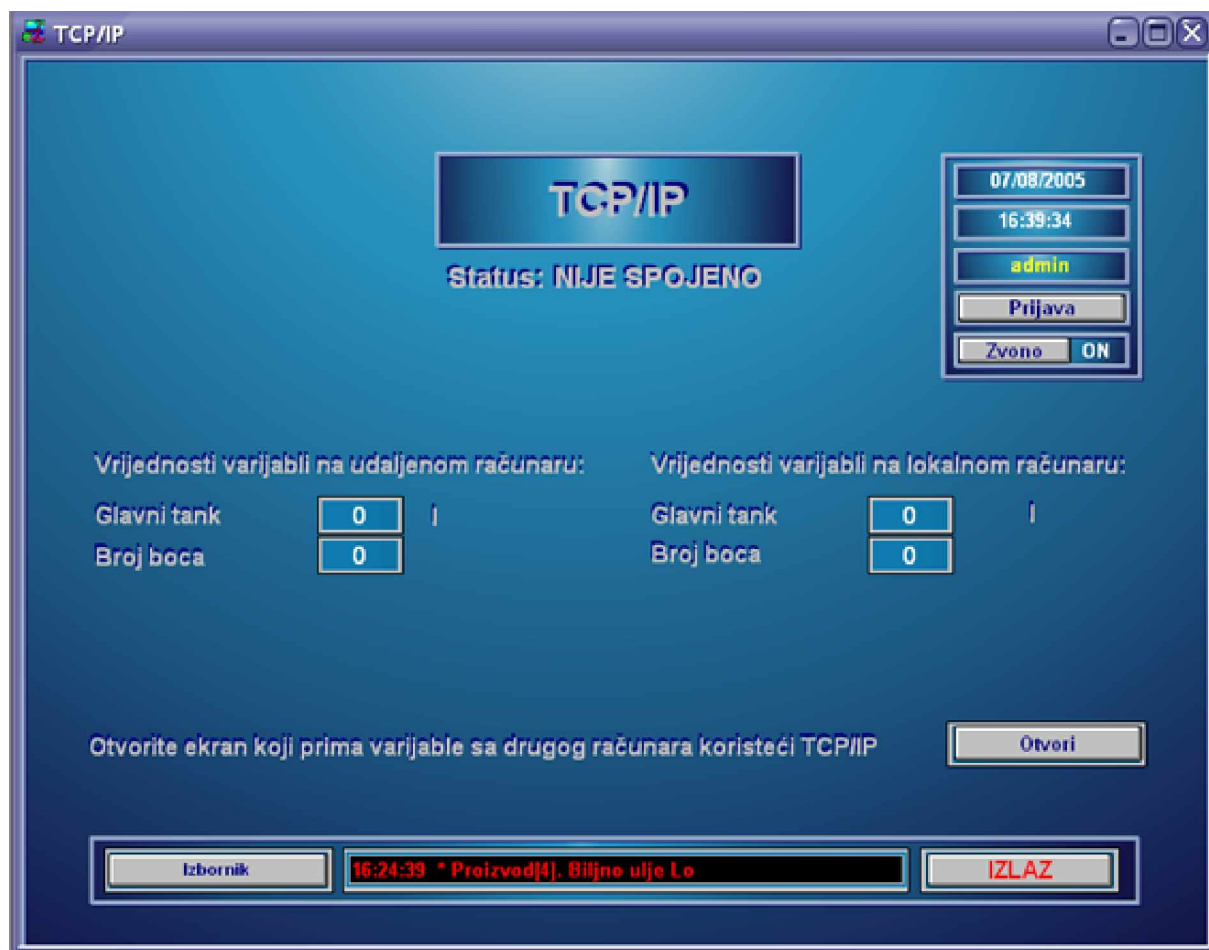 TCP/IP
TCP/IP
Status: NIJE SPOJENO
07/08/2005
16:39:34
admin
Prijava
Zvono ON
Vrijednosti varijabli na udaljenom računaru:
Glavni tank 0 l
Broj boca 0
Vrijednosti varijabli na lokalnom računaru:
Glavni tank 0 l
Broj boca 0
Otvorite ekran koji prima varijable sa drugog računara koristeći TCP/IP
Otvori
Izbornik
16:24:39 * Proizvod[4]. Biljno ulje Lo
IZLAZ